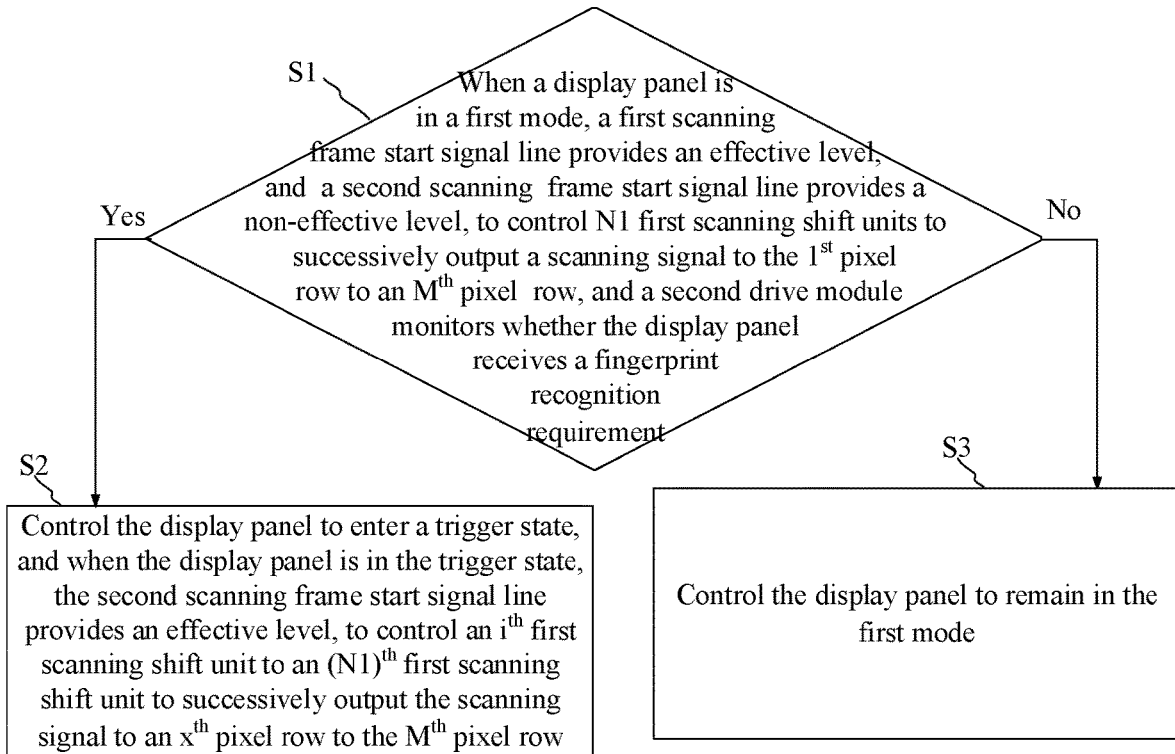 S1
When a display panel is
in a first mode, a first scanning
frame start signal line provides an effective level,
and a second scanning frame start signal line provides a
non-effective level, to control N1 first scanning shift units to
successively output a scanning signal to the 1st pixel
row to an Mth pixel row, and a second drive module
monitors whether the display panel
receives a fingerprint
recognition
requirement
Yes
No
S2
Control the display panel to enter a trigger state,
and when the display panel is in the trigger state,
the second scanning frame start signal line
provides an effective level, to control an ith first
scanning shift unit to an (N1)th first scanning
shift unit to successively output the scanning
signal to an xth pixel row to the Mth pixel row
S3
Control the display panel to remain in the
first mode